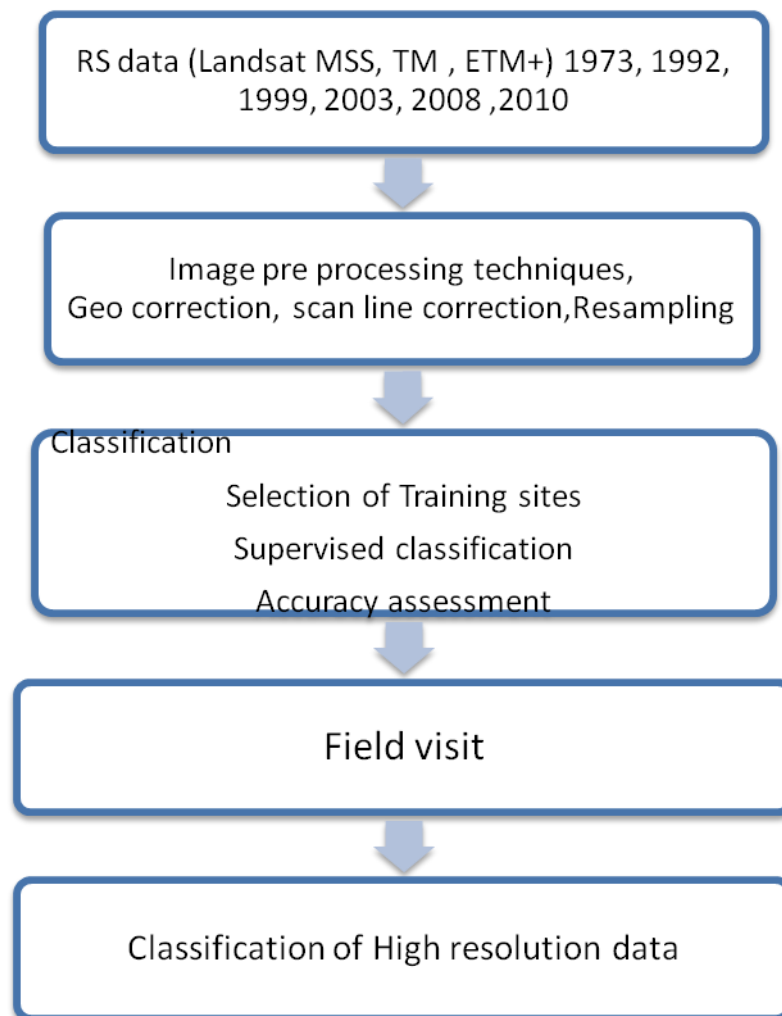 RS data (Landsat MSS, TM , ETM+) 1973, 1992,
1999, 2003, 2008 ,2010
Image pre processing techniques,
Geo correction, scan line correction,Resampling
Classification
Selection of Training sites
Supervised classification
Accuracy assessment
Field visit
Classification of High resolution data